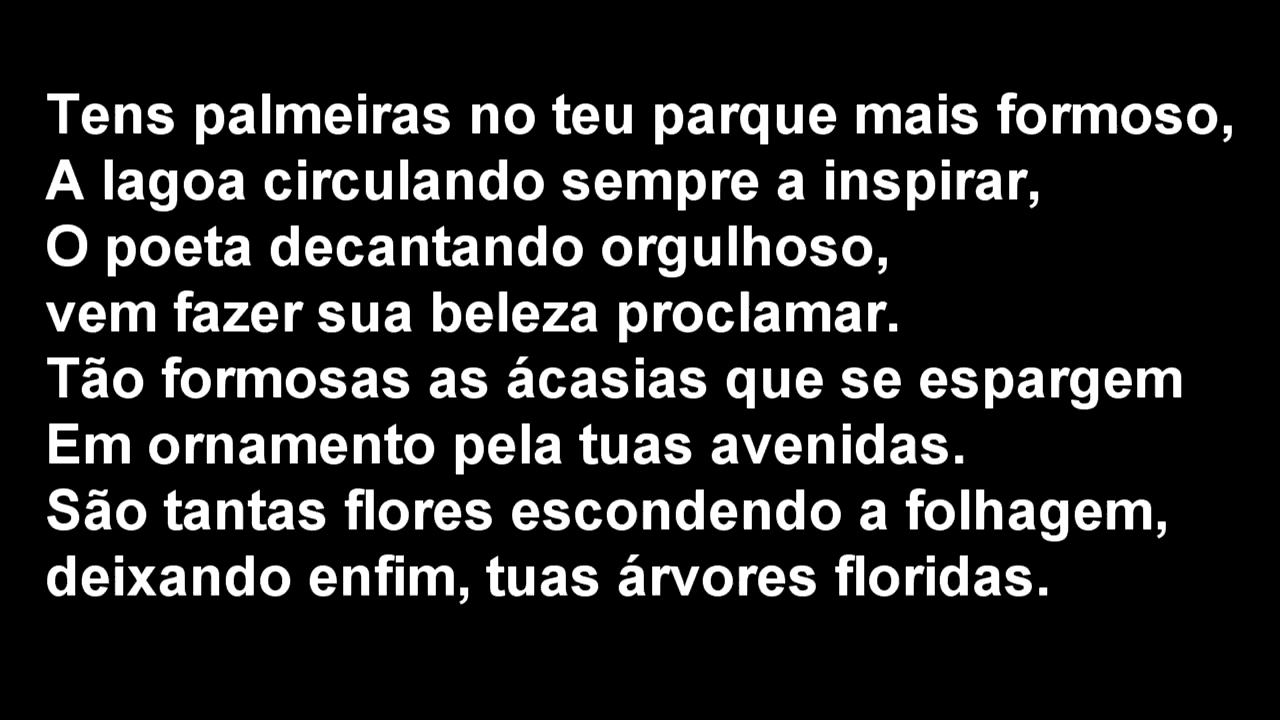 Tens palmeiras no teu parque mais formoso,
A lagoa circulando sempre a inspirar,
O poeta decantando orgulhoso,
vem fazer sua beleza proclamar.
Tão formosas as ácasias que se espargem
Em ornamento pela tuas avenidas.
São tantas flores escondendo a folhagem,
deixando enfim, tuas árvores floridas.